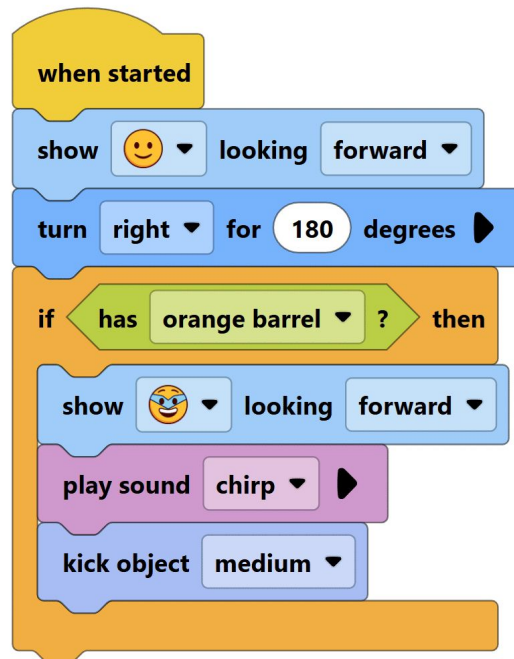 when started
show looking forward
turn right for 180 degrees
if has orange barrel ? then
show looking forward
play sound chirp
kick object medium